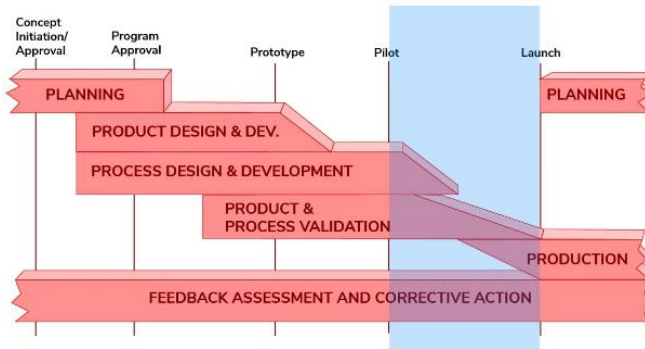 Concept
Initiation/
Approval
Program
Approval
Prototype
Pilot
Launch
PLANNING
PLANNING
PRODUCT DESIGN & DEV.
PROCESS DESIGN & DEVELOPMENT
PRODUCT &
PROCESS VALIDATION
PRODUCTION
FEEDBACK ASSESSMENT AND CORRECTIVE ACTION